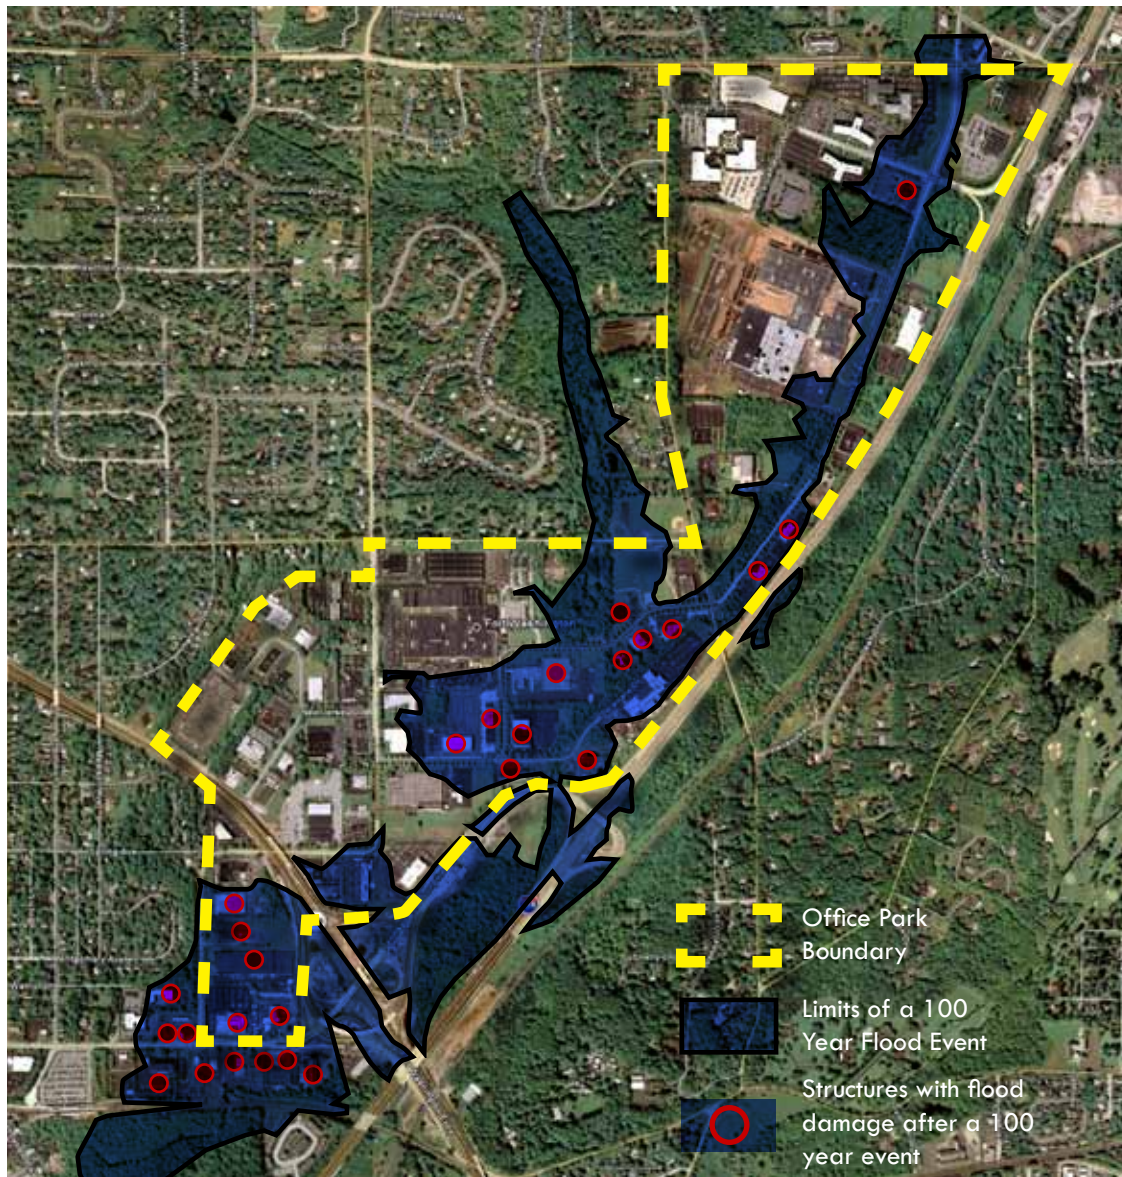 Office Park
Boundary
Limits of a 100
Year Flood Event
Structures with flood
damage after a 100
year event